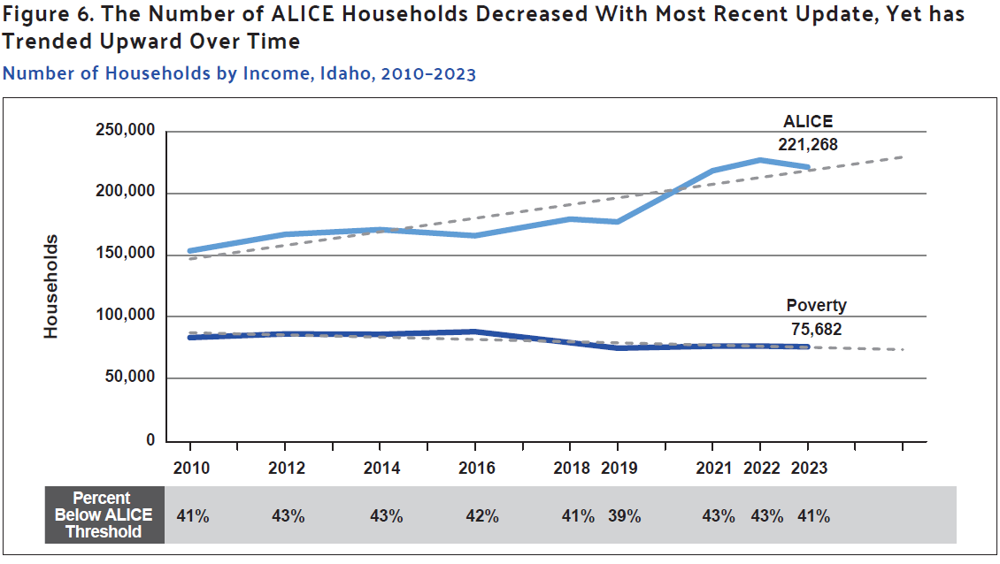 Figure 6. The Number of ALICE Households Decreased With Most Recent Update, Yet has
Trended Upward Over Time
Number of Households by Income, Idaho, 2010–2023
250,000
200,000
150,000
100,000
50,000
0
Households
ALICE
221,268
Poverty
75,682
2010 2012 2014 2016 2018 2019 2021 2022 2023
Percent
Below ALICE
Threshold
41% 43% 43% 42% 41% 39% 43% 43% 41%